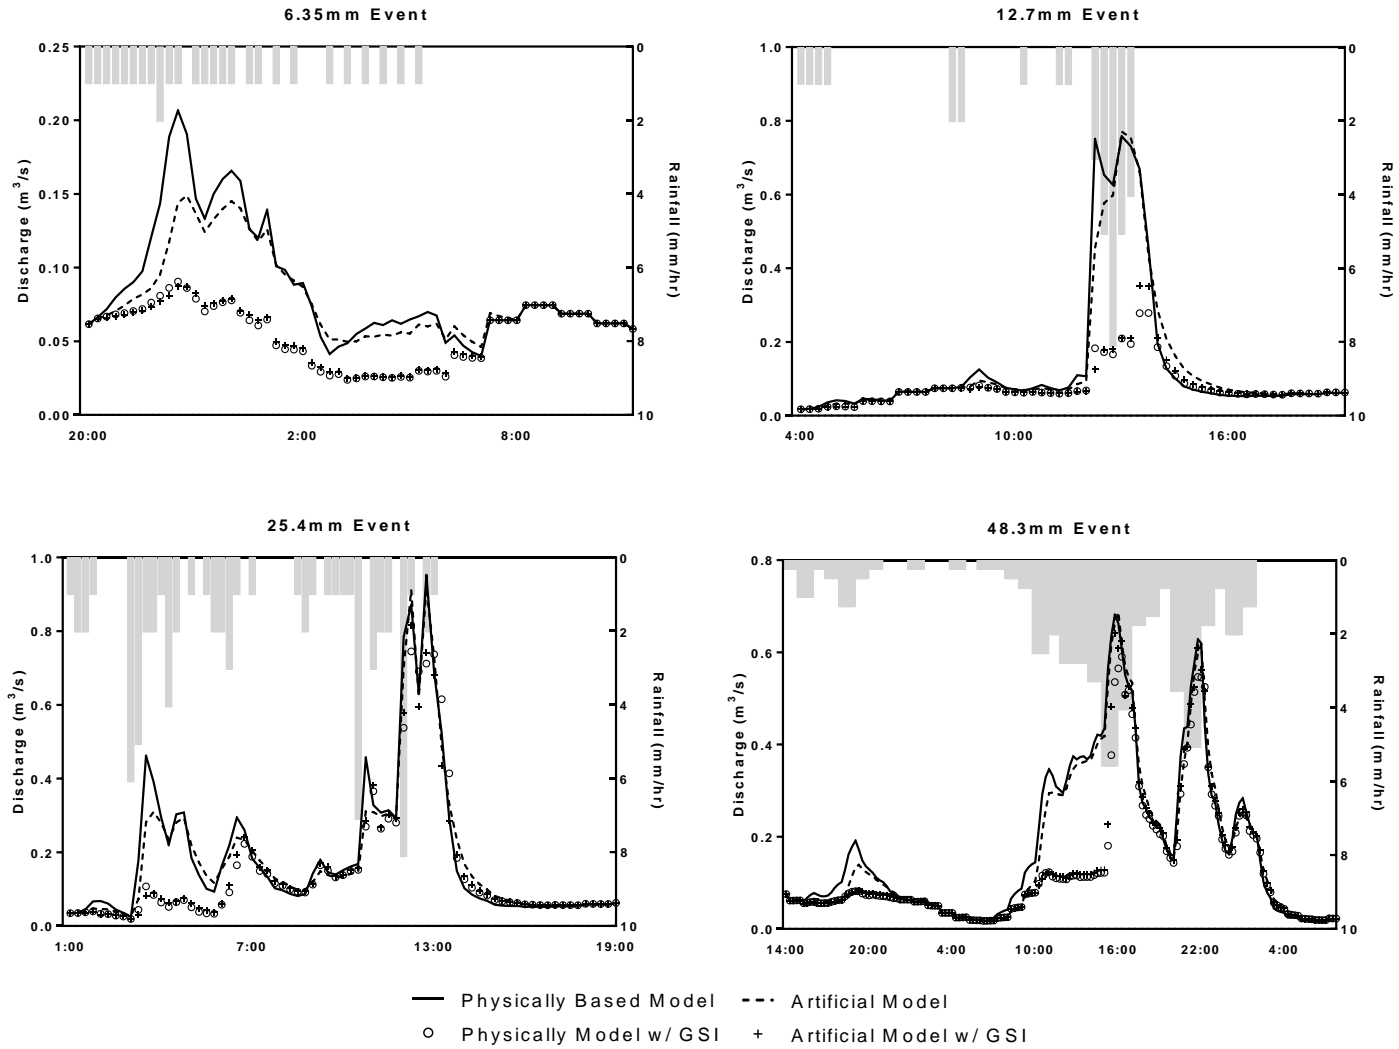 6.35mm Event
12.7mm Event
0.25
0.20
0.15
0.10
0.05
0.00
Discharge (m³/s)
0
2
4
6
8
10
Rainfall (mm/hr)
20:00 2:00 8:00
1.0
0.8
0.6
0.4
0.2
0.0
Discharge (m³/s)
0
2
4
6
8
10
Rainfall (mm/hr)
4:00 10:00 16:00
25.4mm Event
48.3mm Event
1.0
0.8
0.6
0.4
0.2
0.0
Discharge (m³/s)
0
2
4
6
8
10
Rainfall (mm/hr)
1:00 7:00 13:00 19:00
0.8
0.6
0.4
0.2
0.0
Discharge (m³/s)
0
2
4
6
8
10
Rainfall (mm/hr)
14:00 20:00 4:00 10:00 16:00 22:00 4:00
Physically Based Model Artificial Model
Physically Model w/ GSI Artificial Model w/ GSI